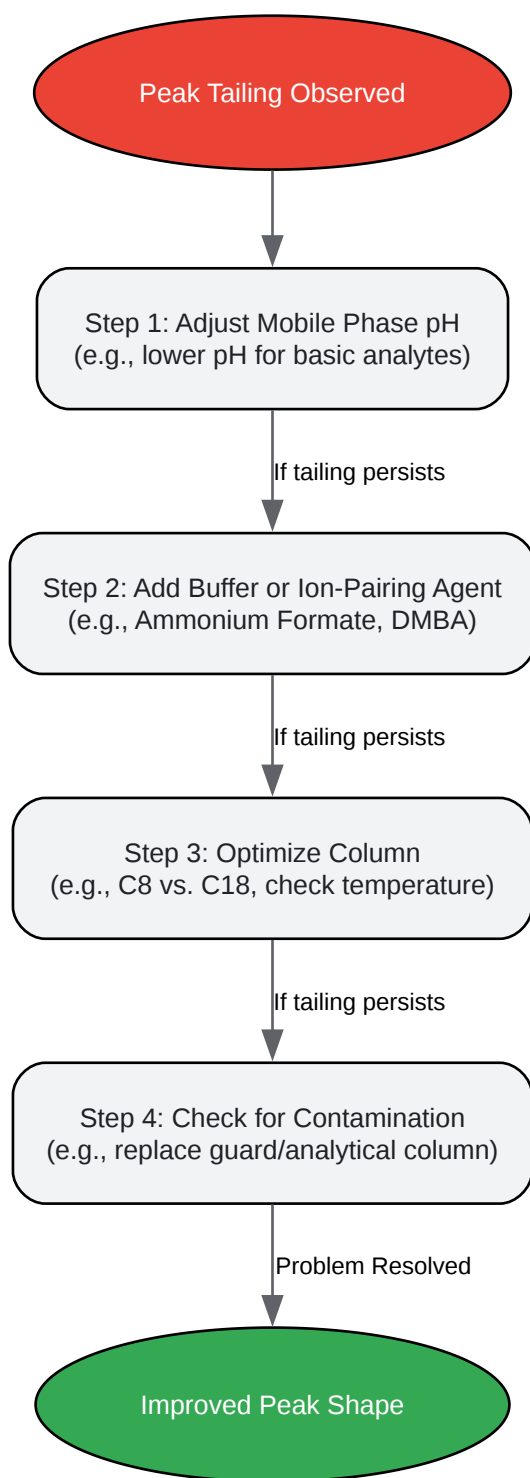 Peak Tailing Observed
Step 1: Adjust Mobile Phase pH
(e.g., lower pH for basic analytes)
If tailing persists
Step 2: Add Buffer or Ion-Pairing Agent
(e.g., Ammonium Formate, DMBA)
If tailing persists
Step 3: Optimize Column
(e.g., C8 vs. C18, check temperature)
If tailing persists
Step 4: Check for Contamination
(e.g., replace guard/analytical column)
Problem Resolved
Improved Peak Shape